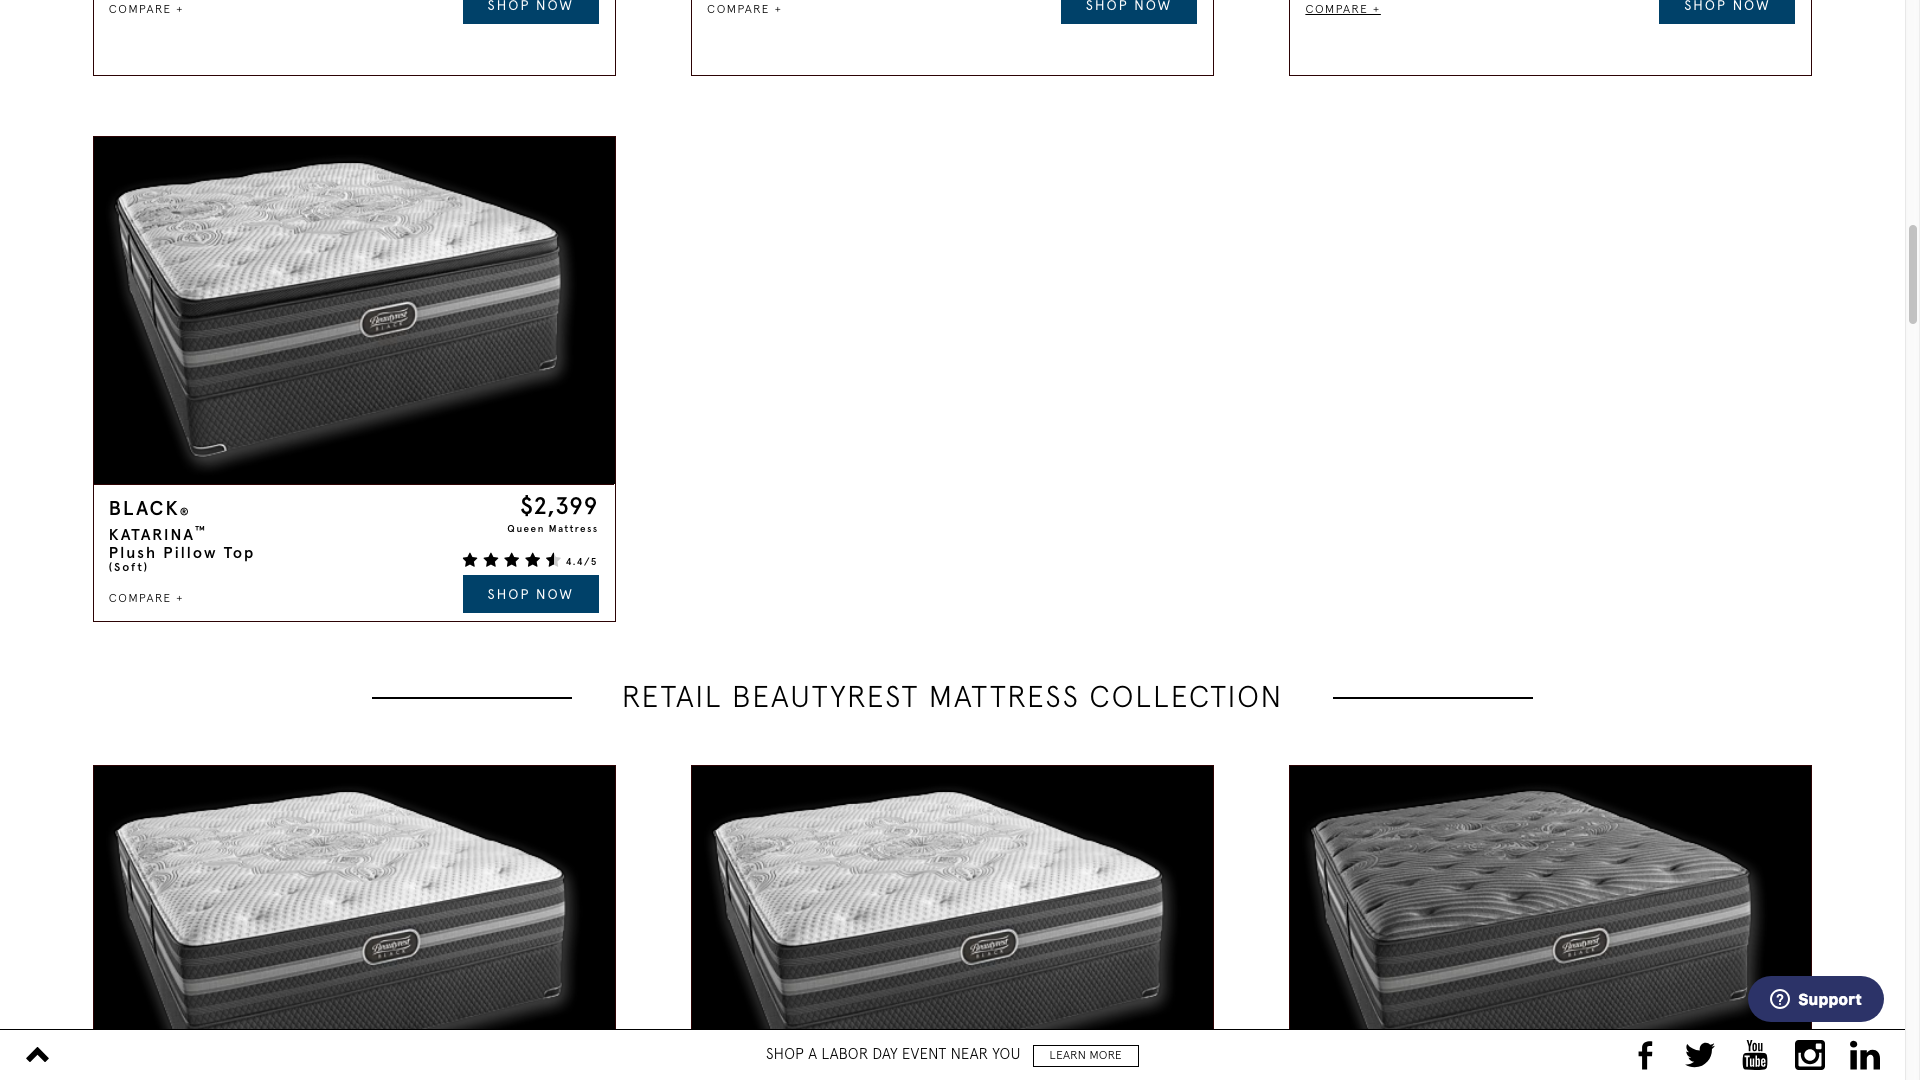 COMPARE +
SHOP NOW
COMPARE +
SHOP NOW
COMPARE +
SHOP NOW
Beautyrest
BLACK
BLACK®
KATARINA™
Plush Pillow Top
(Soft)
$2,399
Queen Mattress
4.4/5
COMPARE +
SHOP NOW
RETAIL BEAUTYREST MATTRESS COLLECTION
Beautyrest
BLACK
Beautyrest
BLACK
Beautyrest
BLACK
Support
SHOP A LABOR DAY EVENT NEAR YOU
LEARN MORE
f
You
Tube
in